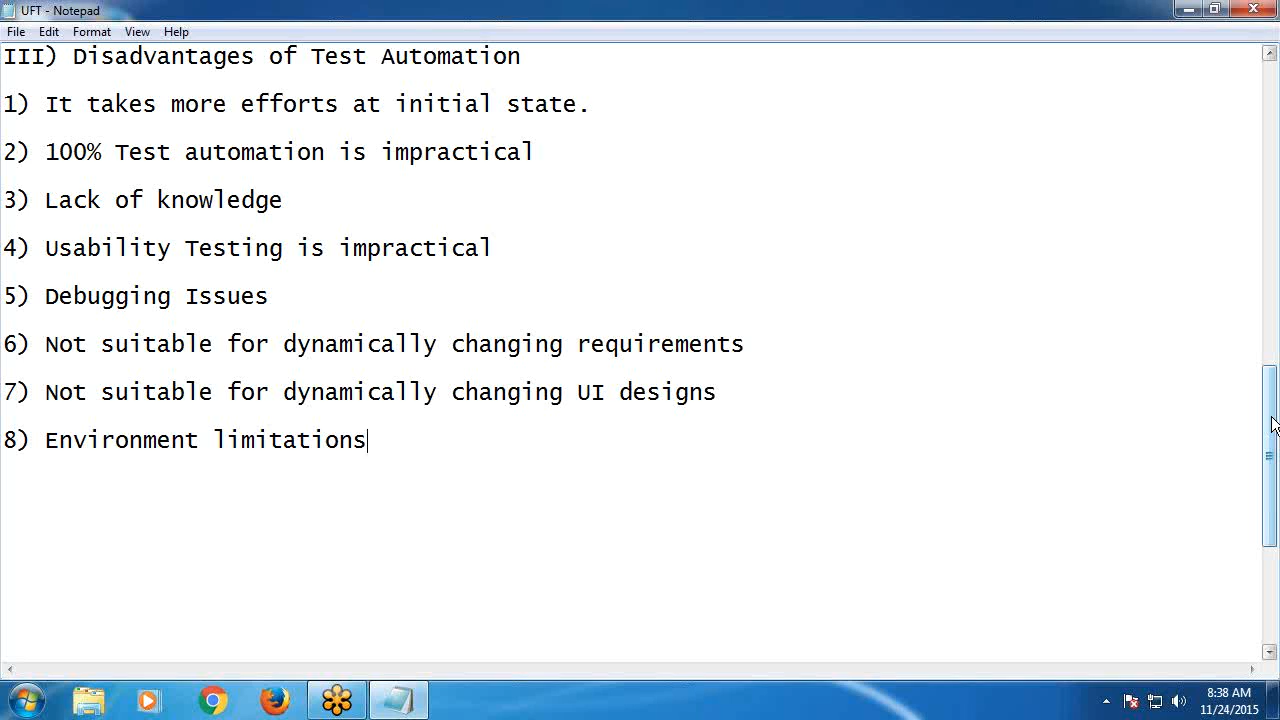 UFT - Notepad
File Edit Format View Help
III) Disadvantages of Test Automation
1) It takes more efforts at initial state.
2) 100% Test automation is impractical
3) Lack of knowledge
4) Usability Testing is impractical
5) Debugging Issues
6) Not suitable for dynamically changing requirements
7) Not suitable for dynamically changing UI designs
8) Environment limitations
8:38 AM
11/24/2015